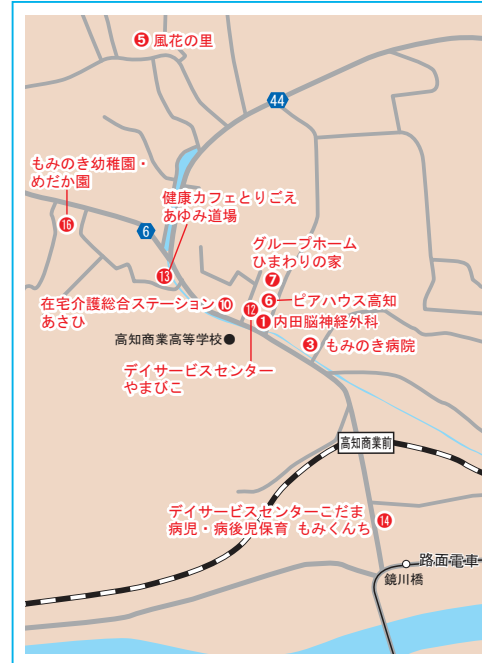 ❺ 風花の里
44
もみのき幼稚園・
めだか園
⓰
健康カフェとりごえ
あゆみ道場
6
⓭
グループホーム
ひまわりの家
❼
在宅介護総合ステーション ❿
あさひ
❻ ピアハウス高知
⓬
❶ 内田脳神経外科
高知商業高等学校●
❸ もみのき病院
デイサービスセンター
やまびこ
高知商業前
デイサービスセンターこだま
病児・病後児保育 もみくんち
⓮
路面電車
鏡川橋